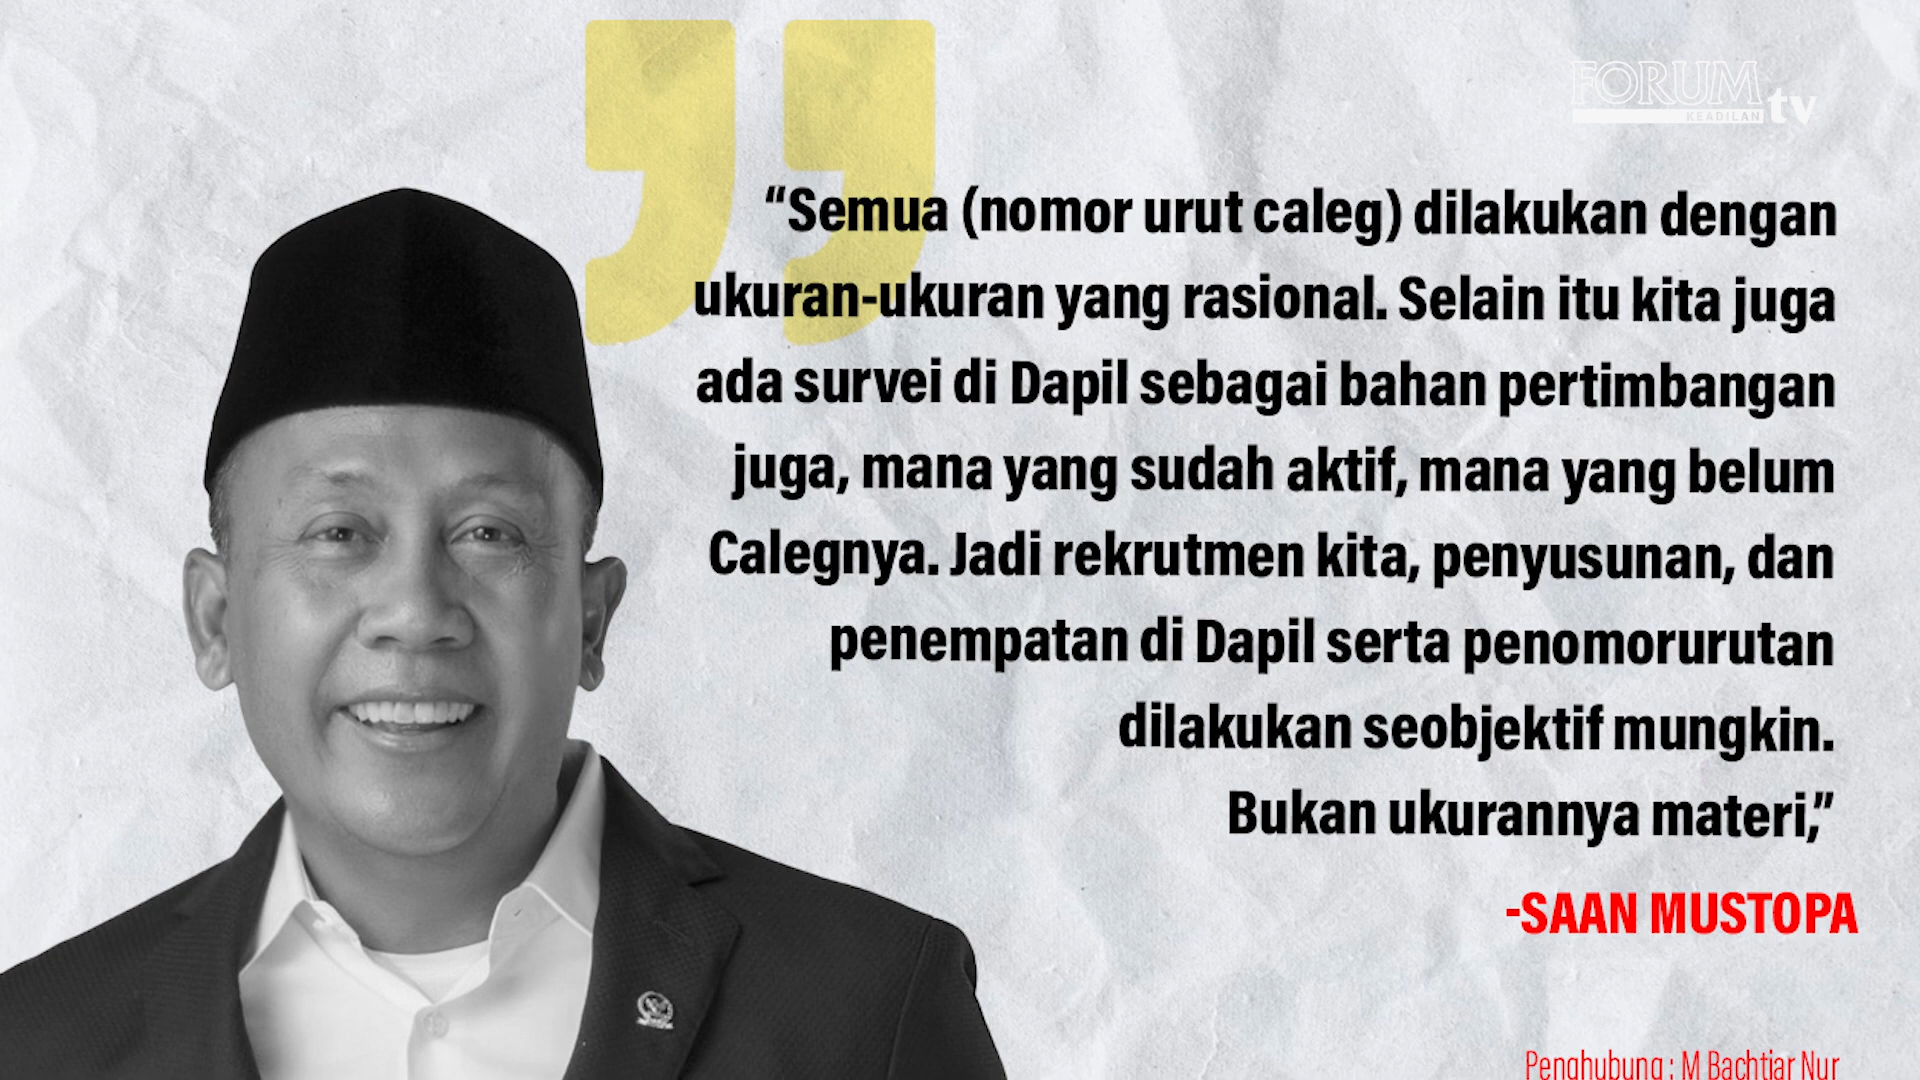 FORUM
KEADILAN
tv
“Semua (nomor urut caleg) dilakukan dengan
ukuran-ukuran yang rasional. Selain itu kita juga
ada survei di Dapil sebagai bahan pertimbangan
juga, mana yang sudah aktif, mana yang belum
Calegnya. Jadi rekrutmen kita, penyusunan, dan
penempatan di Dapil serta penomorurutan
dilakukan seobjektif mungkin.
Bukan ukurannya materi,”
-SAAN MUSTOPA
Penghubung : M Bachtiar Nur